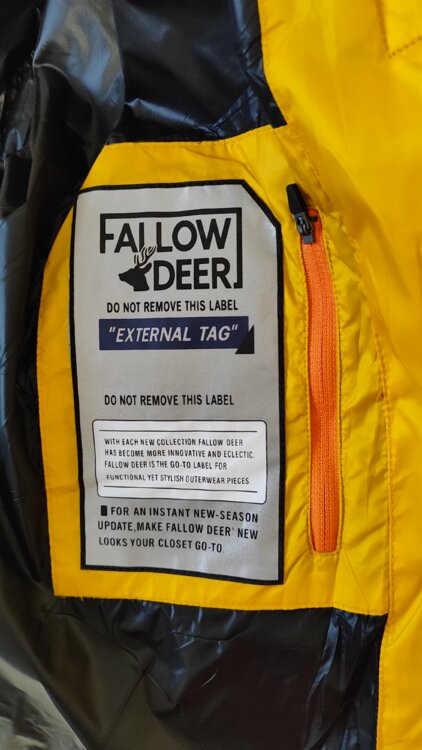 FALLOW
DEER
DO NOT REMOVE THIS LABEL
"EXTERNAL TAG"
DO NOT REMOVE THIS LABEL
WITH EACH NEW COLLECTION FALLOW DEER
HAS BECOME MORE INNOVATIVE AND ECLECTIC.
FALLOW DEER IS THE GO-TO LABEL FOR
FUNCTIONAL YET STYLISH OUTERWEAR PIECES.
FOR AN INSTANT NEW-SEASON
UPDATE,MAKE FALLOW DEER' NEW
LOOKS YOUR CLOSET GO-TO.